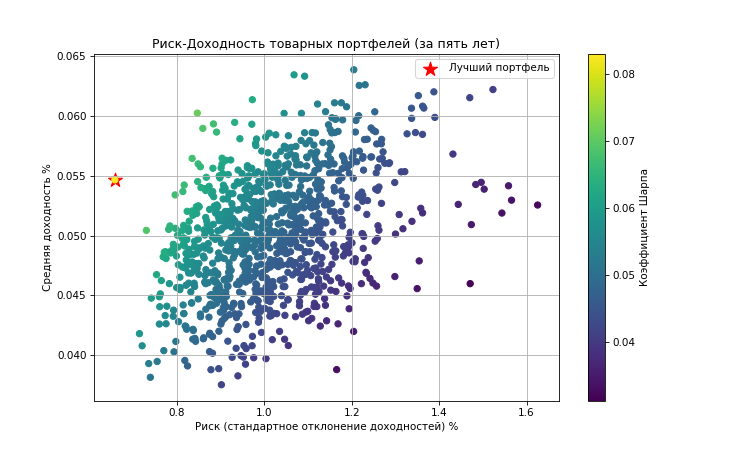 Риск-Доходность товарных портфелей (за пять лет)
Лучший портфель
0.065
0.060
0.055
0.050
0.045
0.040
Средняя доходность %
0.8 1.0 1.2 1.4 1.6
Риск (стандартное отклонение доходностей) %
0.08
0.07
0.06
0.05
0.04
Коэффициент Шарпа